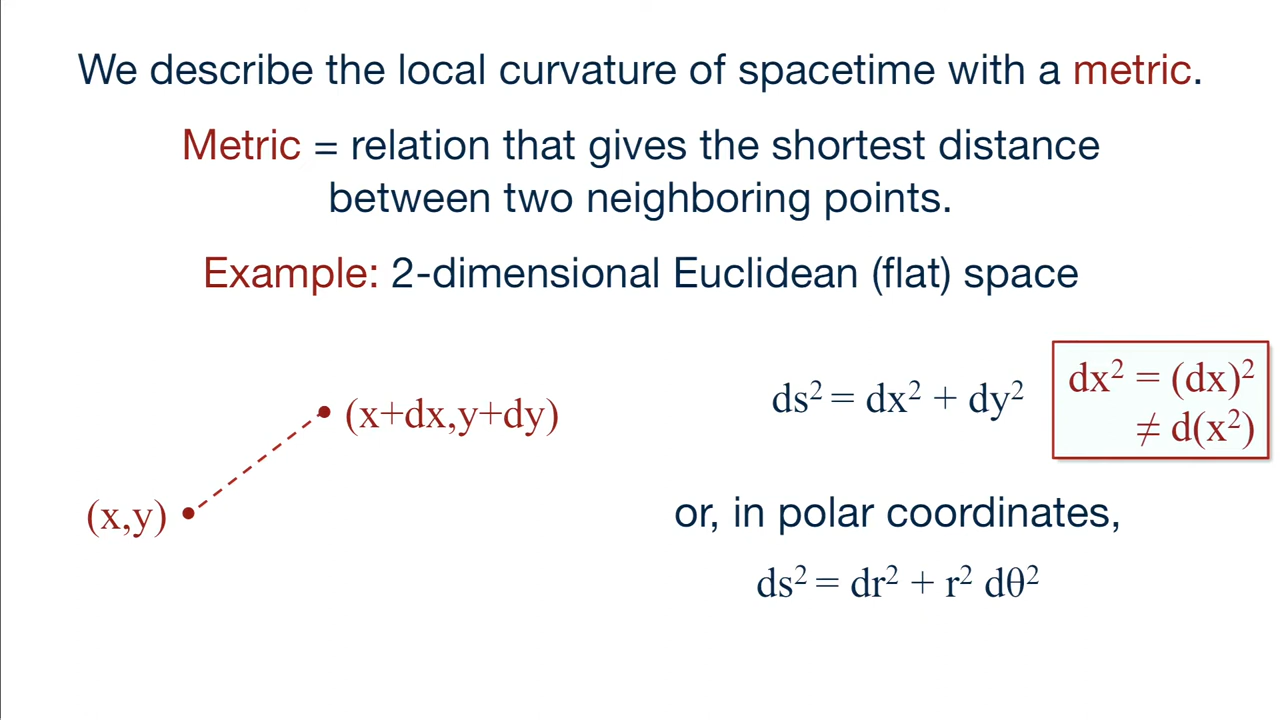 We describe the local curvature of spacetime with a metric.
Metric = relation that gives the shortest distance
between two neighboring points.
Example: 2-dimensional Euclidean (flat) space
ds² = dx² + dy²
dx² = (dx)²
≠ d(x²)
(x+dx,y+dy)
(x,y)
or, in polar coordinates,
ds² = dr² + r² dθ²